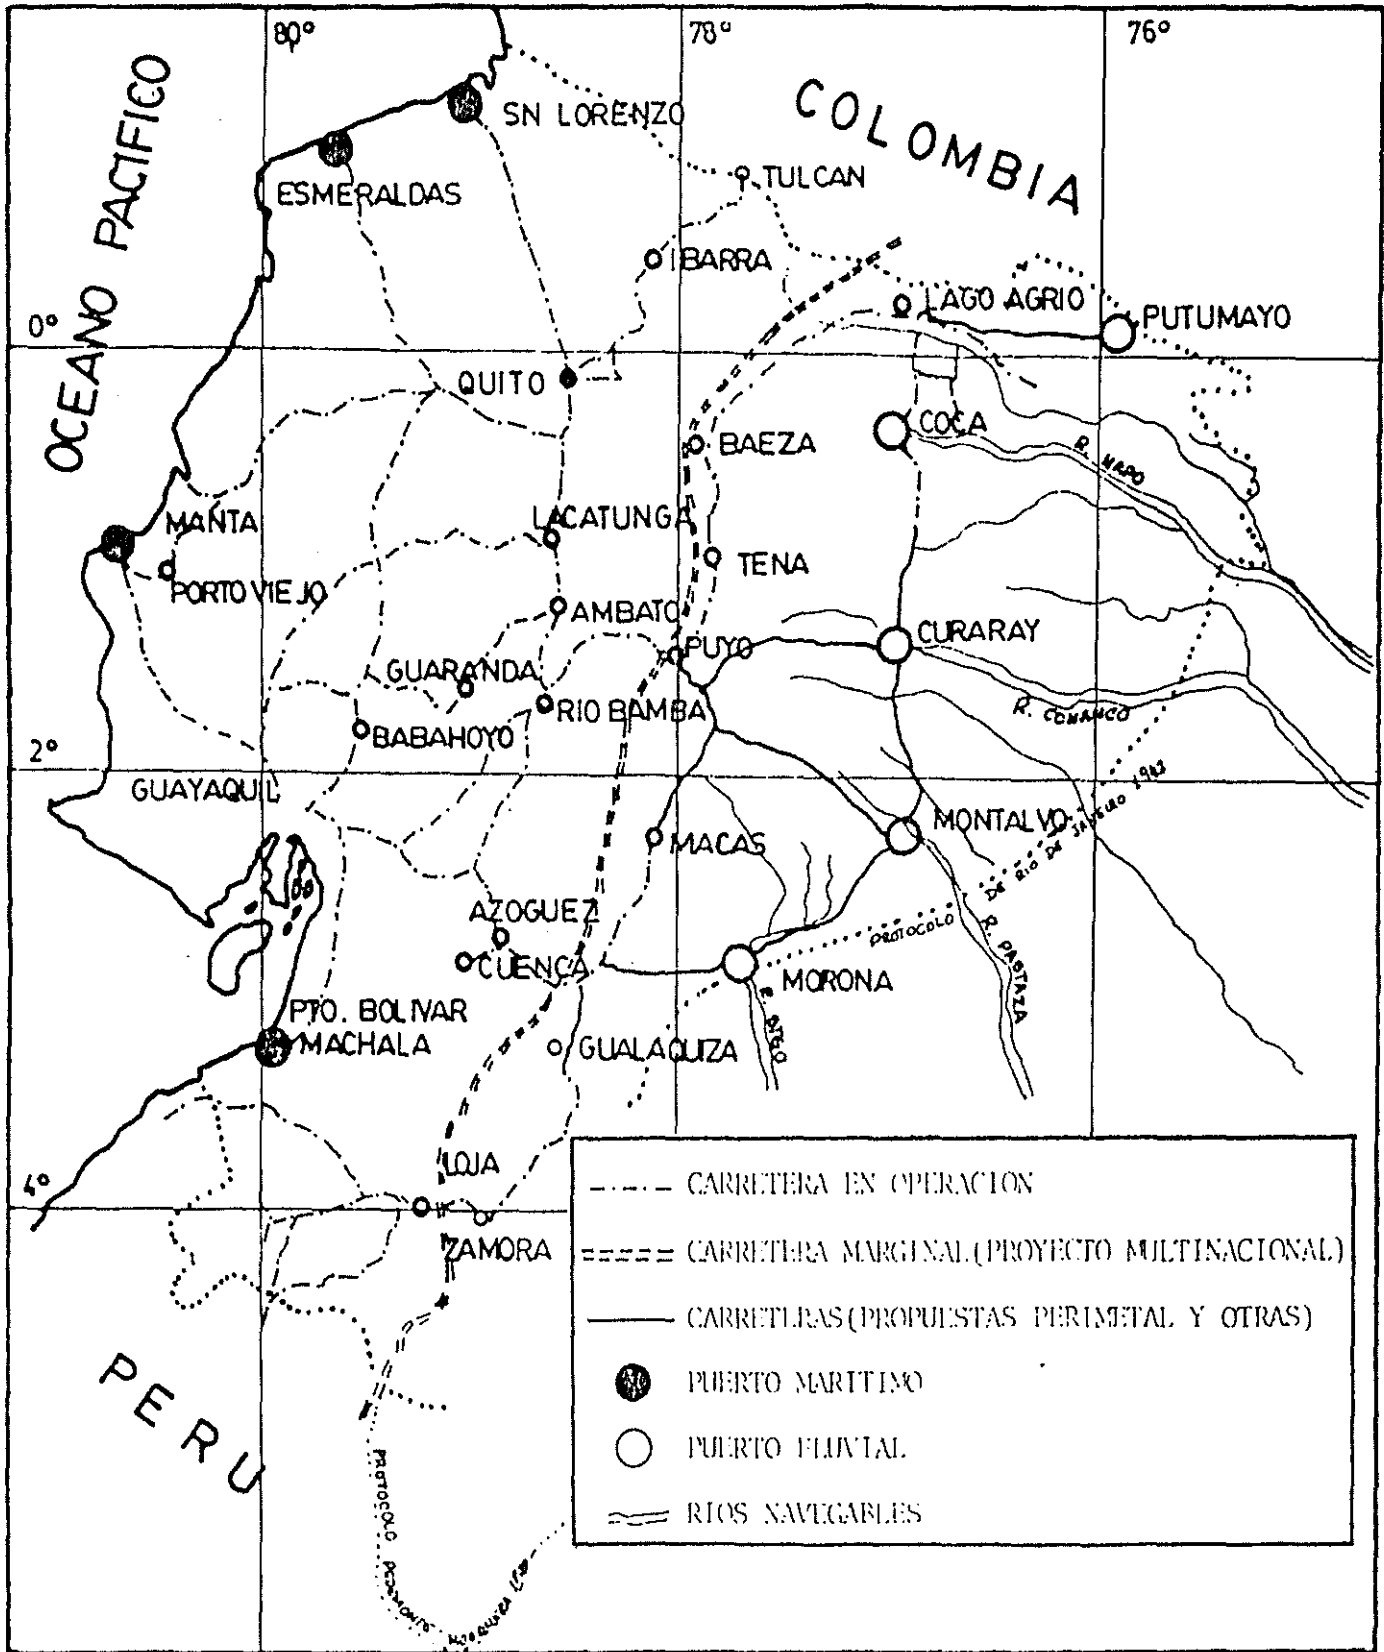 80°
78°
76°
OCEANO PACIFICO
SN LORENZO
COLOMBIA
ESMERALDAS
TULCAN
IBARRA
LAGO AGRIO
PUTUMAYO
0°
QUITO
COCA
BAEZA
R. NAPO
MANTA
LACATUNGA
TENA
PORTOVIEJO
AMBATO
CURARAY
PUYO
GUARANDA
RIO BAMBA
BABAHOYO
2°
GUAYAQUIL
MONTALVO
MACAS
PROTOCOLO DE RIO DE JANEIRO 1942
AZOGUEZ
CUENCA
R. PASTAZA
MORONA
PTO. BOLIVAR
MACHALA
GUALAQUIZA
4°
LOJA
ZAMORA
CARRETERA EN OPERACION
CARRETERA MARGINAL (PROYECTO MULTINACIONAL)
CARRETERAS (PROPUESTAS PERIMETAL Y OTRAS)
PUERTO MARITIMO
PUERTO FLUVIAL
RIOS NAVEGABLES
PERU
PROTOCOLO